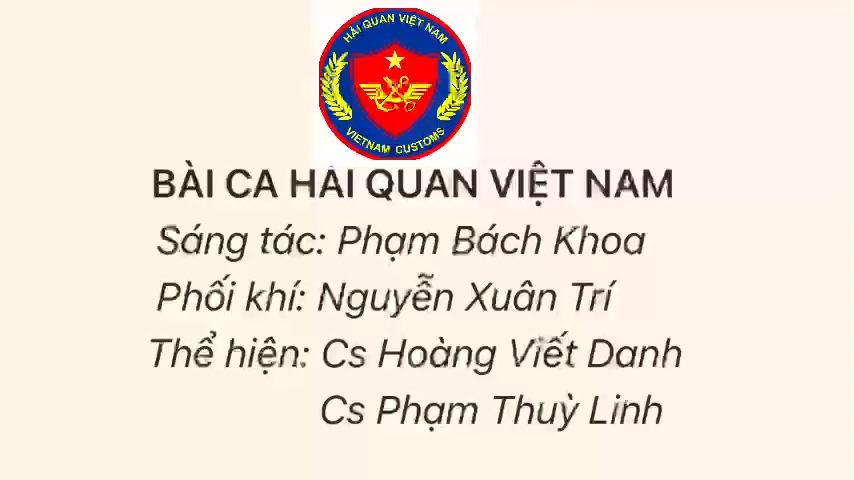 HẢI QUAN VIỆT NAM
VIETNAM CUSTOMS
BÀI CA HẢI QUAN VIỆT NAM
Sáng tác: Phạm Bách Khoa
Phối khí: Nguyễn Xuân Trí
Thể hiện: Cs Hoàng Viết Danh
Cs Phạm Thuỳ Linh